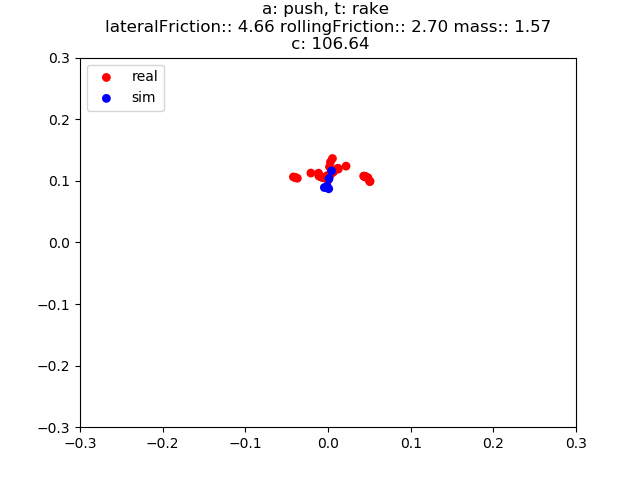 a: push, t: rake
lateralFriction:: 4.66 rollingFriction:: 2.70 mass:: 1.57
c: 106.64
real
sim
0.3
0.2
0.1
0.0
−0.1
−0.2
−0.3
−0.3 −0.2 −0.1 0.0 0.1 0.2 0.3